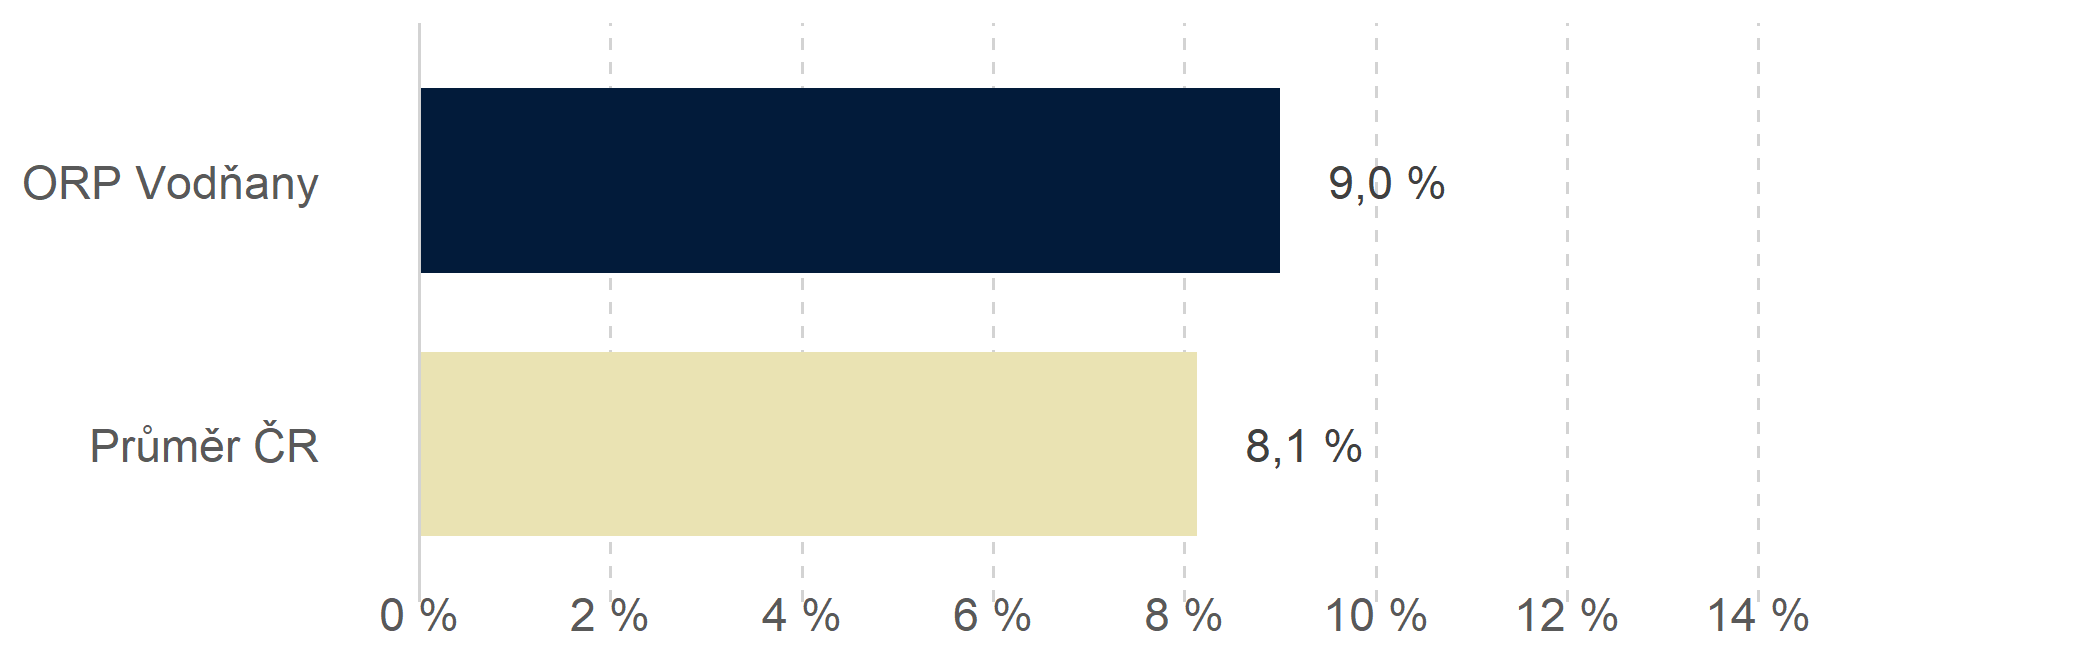 ORP Vodňany
9,0 %
Průměr ČR
8,1 %
0 % 2 % 4 % 6 % 8 % 10 % 12 % 14 %